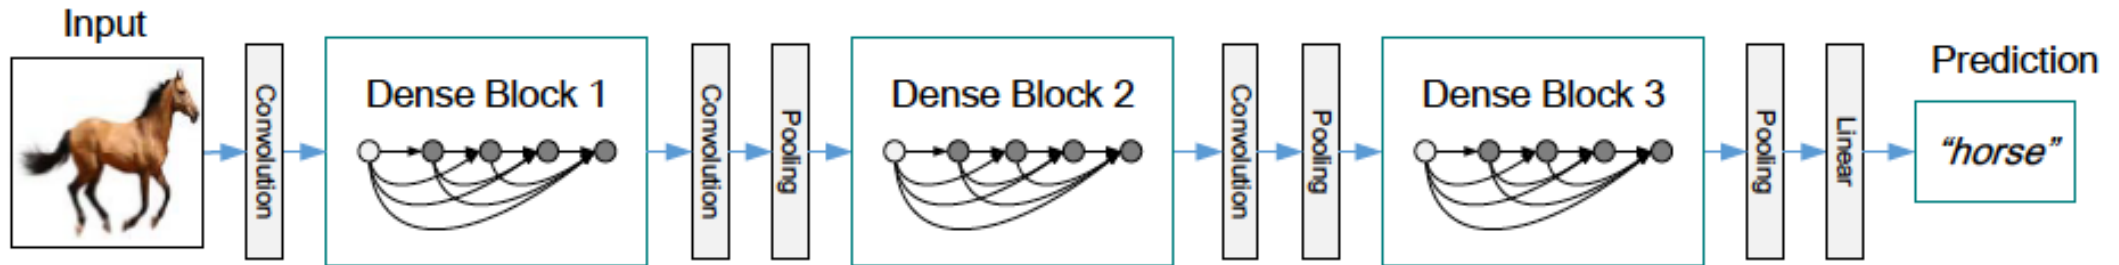 Input
Convolution
Dense Block 1
Convolution
Pooling
Dense Block 2
Convolution
Pooling
Dense Block 3
Pooling
Linear
Prediction
“horse”